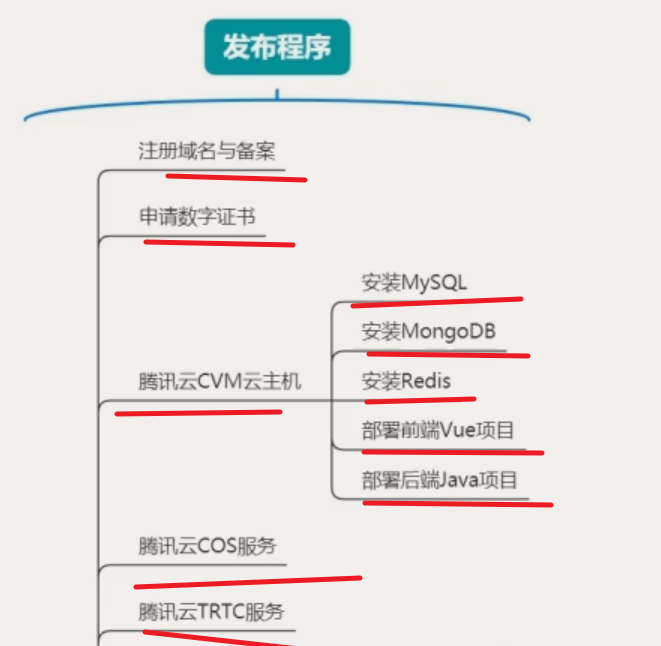 发布程序
注册域名与备案
申请数字证书
安装MySQL
安装MongoDB
腾讯云CVM云主机
安装Redis
部署前端Vue项目
部署后端Java项目
腾讯云COS服务
腾讯云TRTC服务